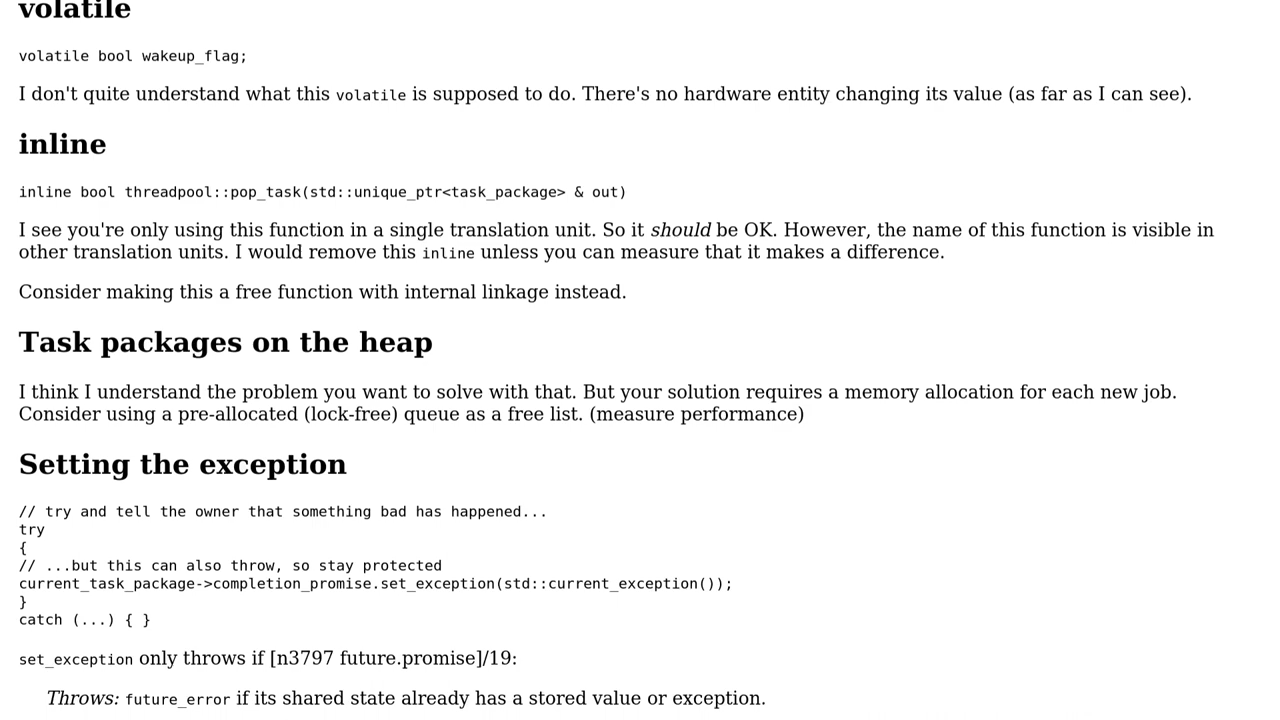 volatile
volatile bool wakeup_flag;
I don't quite understand what this volatile is supposed to do. There's no hardware entity changing its value (as far as I can see).
inline
inline bool threadpool::pop_task(std::unique_ptr<task_package> & out)
I see you're only using this function in a single translation unit. So it should be OK. However, the name of this function is visible in
other translation units. I would remove this inline unless you can measure that it makes a difference.
Consider making this a free function with internal linkage instead.
Task packages on the heap
I think I understand the problem you want to solve with that. But your solution requires a memory allocation for each new job.
Consider using a pre-allocated (lock-free) queue as a free list. (measure performance)
Setting the exception
// try and tell the owner that something bad has happened...
try
{
// ...but this can also throw, so stay protected
current_task_package->completion_promise.set_exception(std::current_exception());
}
catch (...) { }
set_exception only throws if [n3797 future.promise]/19:
Throws: future_error if its shared state already has a stored value or exception.